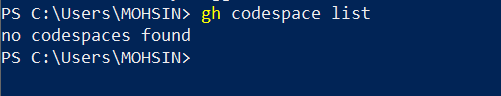 PS C:\Users\MOHSIN> gh codespace list
no codespaces found
PS C:\Users\MOHSIN>